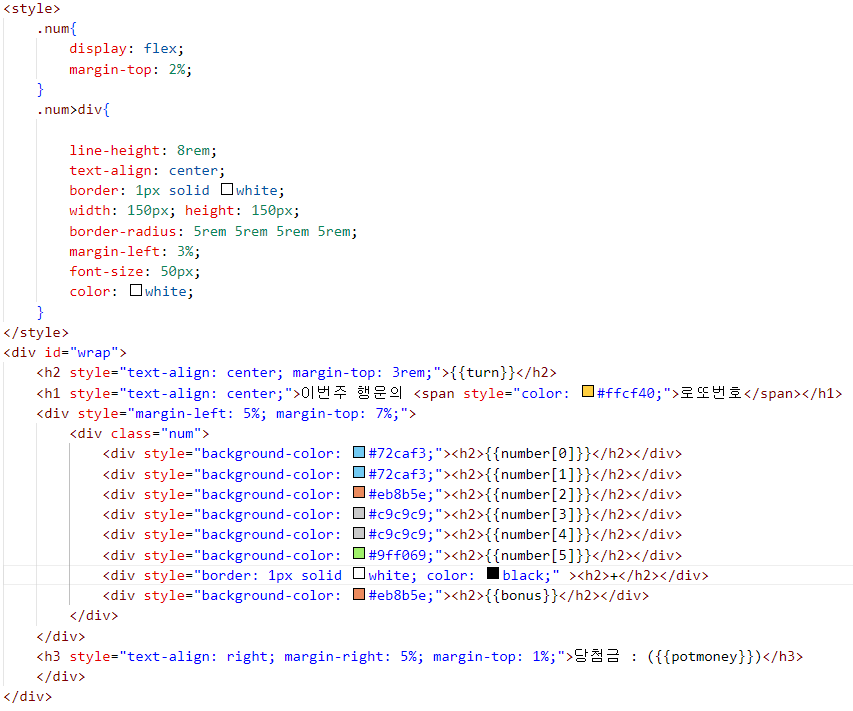 <style>
    .num{
        display: flex;
        margin-top: 2%;
    }
    .num>div{

        line-height: 8rem;
        text-align: center;
        border: 1px solid white;
        width: 150px; height: 150px;
        border-radius: 5rem 5rem 5rem 5rem;
        margin-left: 3%;
        font-size: 50px;
        color: white;
    }
</style>
<div id="wrap">
    <h2 style="text-align: center; margin-top: 3rem;">{{turn}}</h2>
    <h1 style="text-align: center;">이번주 행문의 <span style="color: #ffcf40;">로또번호</span></h1>
    <div style="margin-left: 5%; margin-top: 7%;">
        <div class="num">
            <div style="background-color: #72caf3;"><h2>{{number[0]}}</h2></div>
            <div style="background-color: #72caf3;"><h2>{{number[1]}}</h2></div>
            <div style="background-color: #eb8b5e;"><h2>{{number[2]}}</h2></div>
            <div style="background-color: #c9c9c9;"><h2>{{number[3]}}</h2></div>
            <div style="background-color: #c9c9c9;"><h2>{{number[4]}}</h2></div>
            <div style="background-color: #9ff069;"><h2>{{number[5]}}</h2></div>
            <div style="border: 1px solid white; color: black;" ><h2>+</h2></div>
            <div style="background-color: #eb8b5e;"><h2>{{bonus}}</h2></div>
        </div>
    </div>
    <h3 style="text-align: right; margin-right: 5%; margin-top: 1%;">당첨금 : ({{potmoney}})</h3>
    </div>
</div>